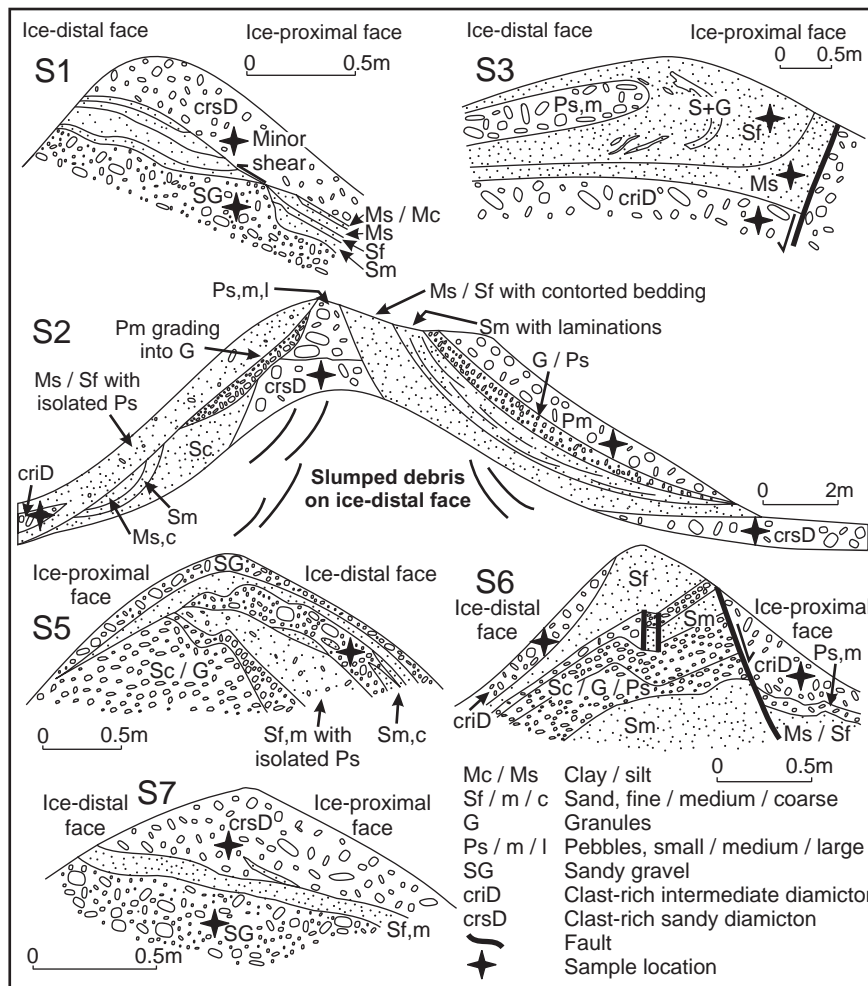 Ice-distal face
Ice-proximal face
0 0.5m
S1
crsD
Minor
shear
SG
Ms / Mc
Ms
Sf
Sm
Ice-distal face
Ice-proximal face
0 0.5m
S3
Ps,m
S+G
Sf
Ms
criD
S2
Ps,m,l
Ms / Sf with contorted bedding
Sm with laminations
Pm grading
into G
G / Ps
Ms / Sf with
isolated Ps
crsD
Pm
Sc
criD
Sm
Ms,c
Slumped debris
on ice-distal face
0 2m
crsD
S5
Ice-proximal
face
SG
Ice-distal face
Sc / G
Sf,m with
isolated Ps
Sm,c
0 0.5m
S6
Ice-distal
face
Sf
Sm
Ice-proximal
face
Ps,m
criD
criD
Sc / G / Ps
Sm
Ms / Sf
0 0.5m
S7
Ice-distal
face
Ice-proximal
face
crsD
SG
Sf,m
0 0.5m
Mc / Ms Clay / silt
Sf / m / c Sand, fine / medium / coarse
G Granules
Ps / m / l Pebbles, small / medium / large
SG Sandy gravel
criD Clast-rich intermediate diamicton
crsD Clast-rich sandy diamicton
Fault
Sample location